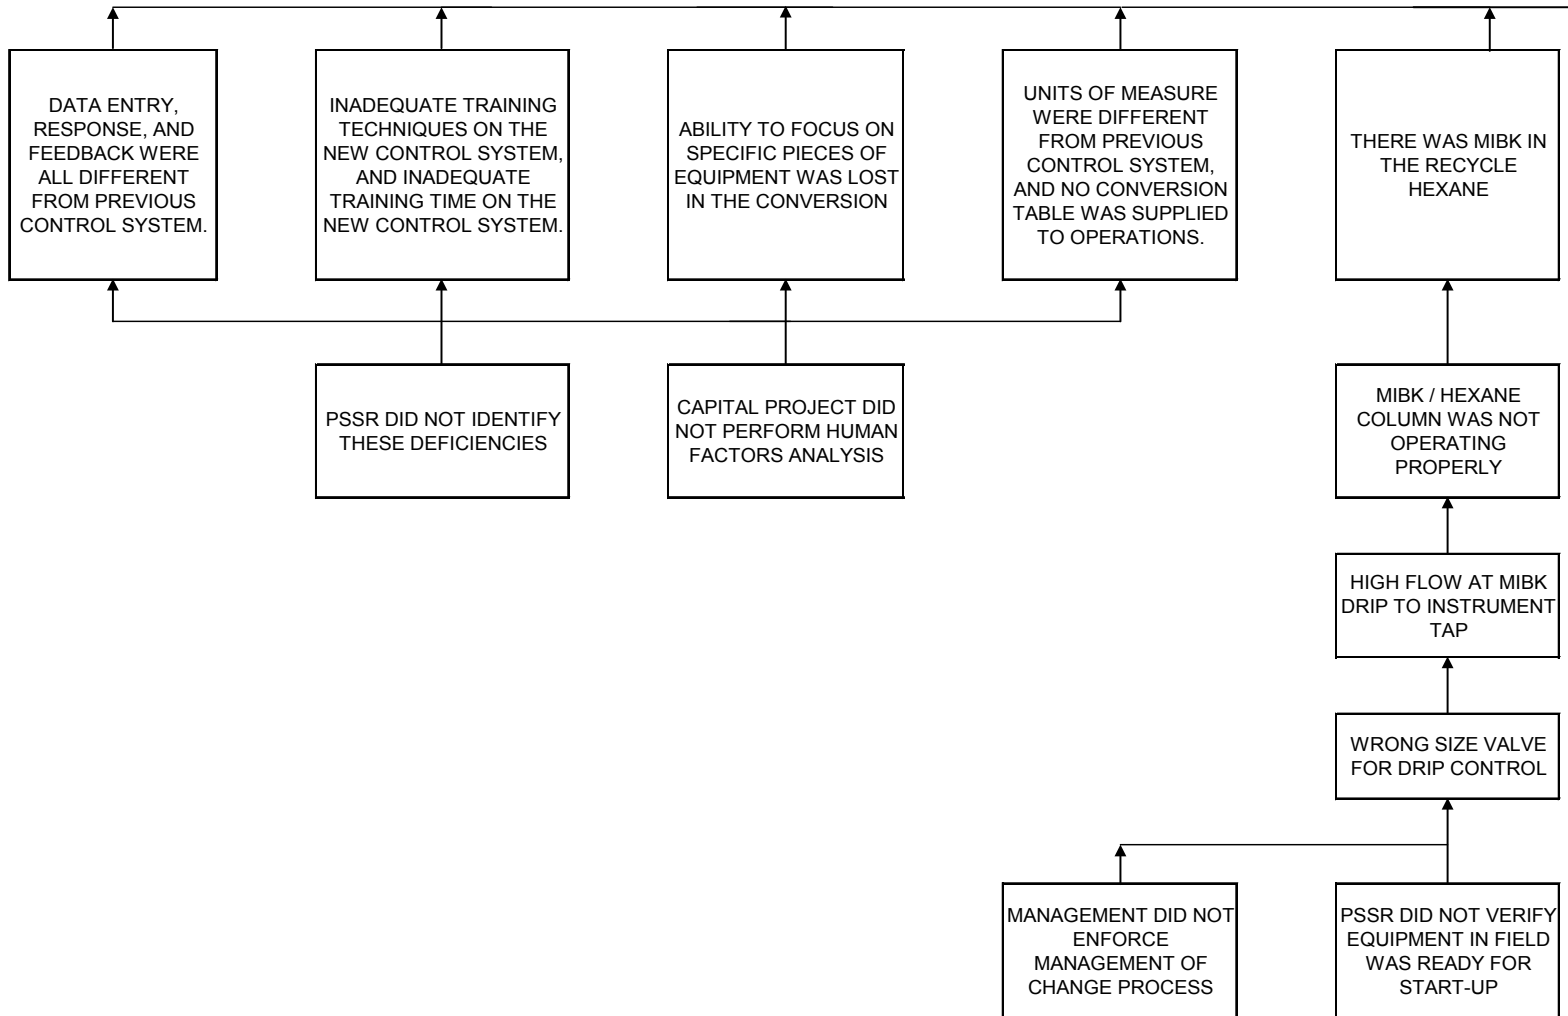 DATA ENTRY,
RESPONSE, AND
FEEDBACK WERE
ALL DIFFERENT
FROM PREVIOUS
CONTROL SYSTEM.
INADEQUATE TRAINING
TECHNIQUES ON THE
NEW CONTROL SYSTEM,
AND INADEQUATE
TRAINING TIME ON THE
NEW CONTROL SYSTEM.
ABILITY TO FOCUS ON
SPECIFIC PIECES OF
EQUIPMENT WAS LOST
IN THE CONVERSION
UNITS OF MEASURE
WERE DIFFERENT
FROM PREVIOUS
CONTROL SYSTEM,
AND NO CONVERSION
TABLE WAS SUPPLIED
TO OPERATIONS.
THERE WAS MIBK IN
THE RECYCLE
HEXANE
PSSR DID NOT IDENTIFY
THESE DEFICIENCIES
CAPITAL PROJECT DID
NOT PERFORM HUMAN
FACTORS ANALYSIS
MIBK / HEXANE
COLUMN WAS NOT
OPERATING
PROPERLY
HIGH FLOW AT MIBK
DRIP TO INSTRUMENT
TAP
WRONG SIZE VALVE
FOR DRIP CONTROL
MANAGEMENT DID NOT
ENFORCE
MANAGEMENT OF
CHANGE PROCESS
PSSR DID NOT VERIFY
EQUIPMENT IN FIELD
WAS READY FOR
START-UP